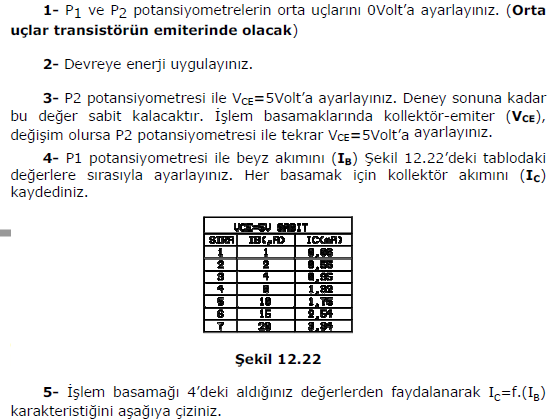 1- P1 ve P2 potansiyometrelerin orta uçlarını 0Volt'a ayarlayınız. (Orta
uçlar transistörün emiterinde olacak)
2- Devreye enerji uygulayınız.
3- P2 potansiyometresi ile VCE=5Volt'a ayarlayınız. Deney sonuna kadar
bu değer sabit kalacaktır. İşlem basamaklarında kollektör-emiter (VCE),
değişim olursa P2 potansiyometresi ile tekrar VCE=5Volt'a ayarlayınız.
4- P1 potansiyometresi ile beyz akımını (IB) Şekil 12.22'deki tablodaki
değerlere sırasıyla ayarlayınız. Her basamak için kollektör akımını (IC)
kaydediniz.
VCE=5V SABIT
SIRA IB(µA) IC(mA)
1 1
2 2
3 4
4
5 10 1,75
6 15
7 20
Şekil 12.22
5- İşlem basamağı 4'deki aldığınız değerlerden faydalanarak IC=f.(IB)
karakteristiğini aşağıya çiziniz.